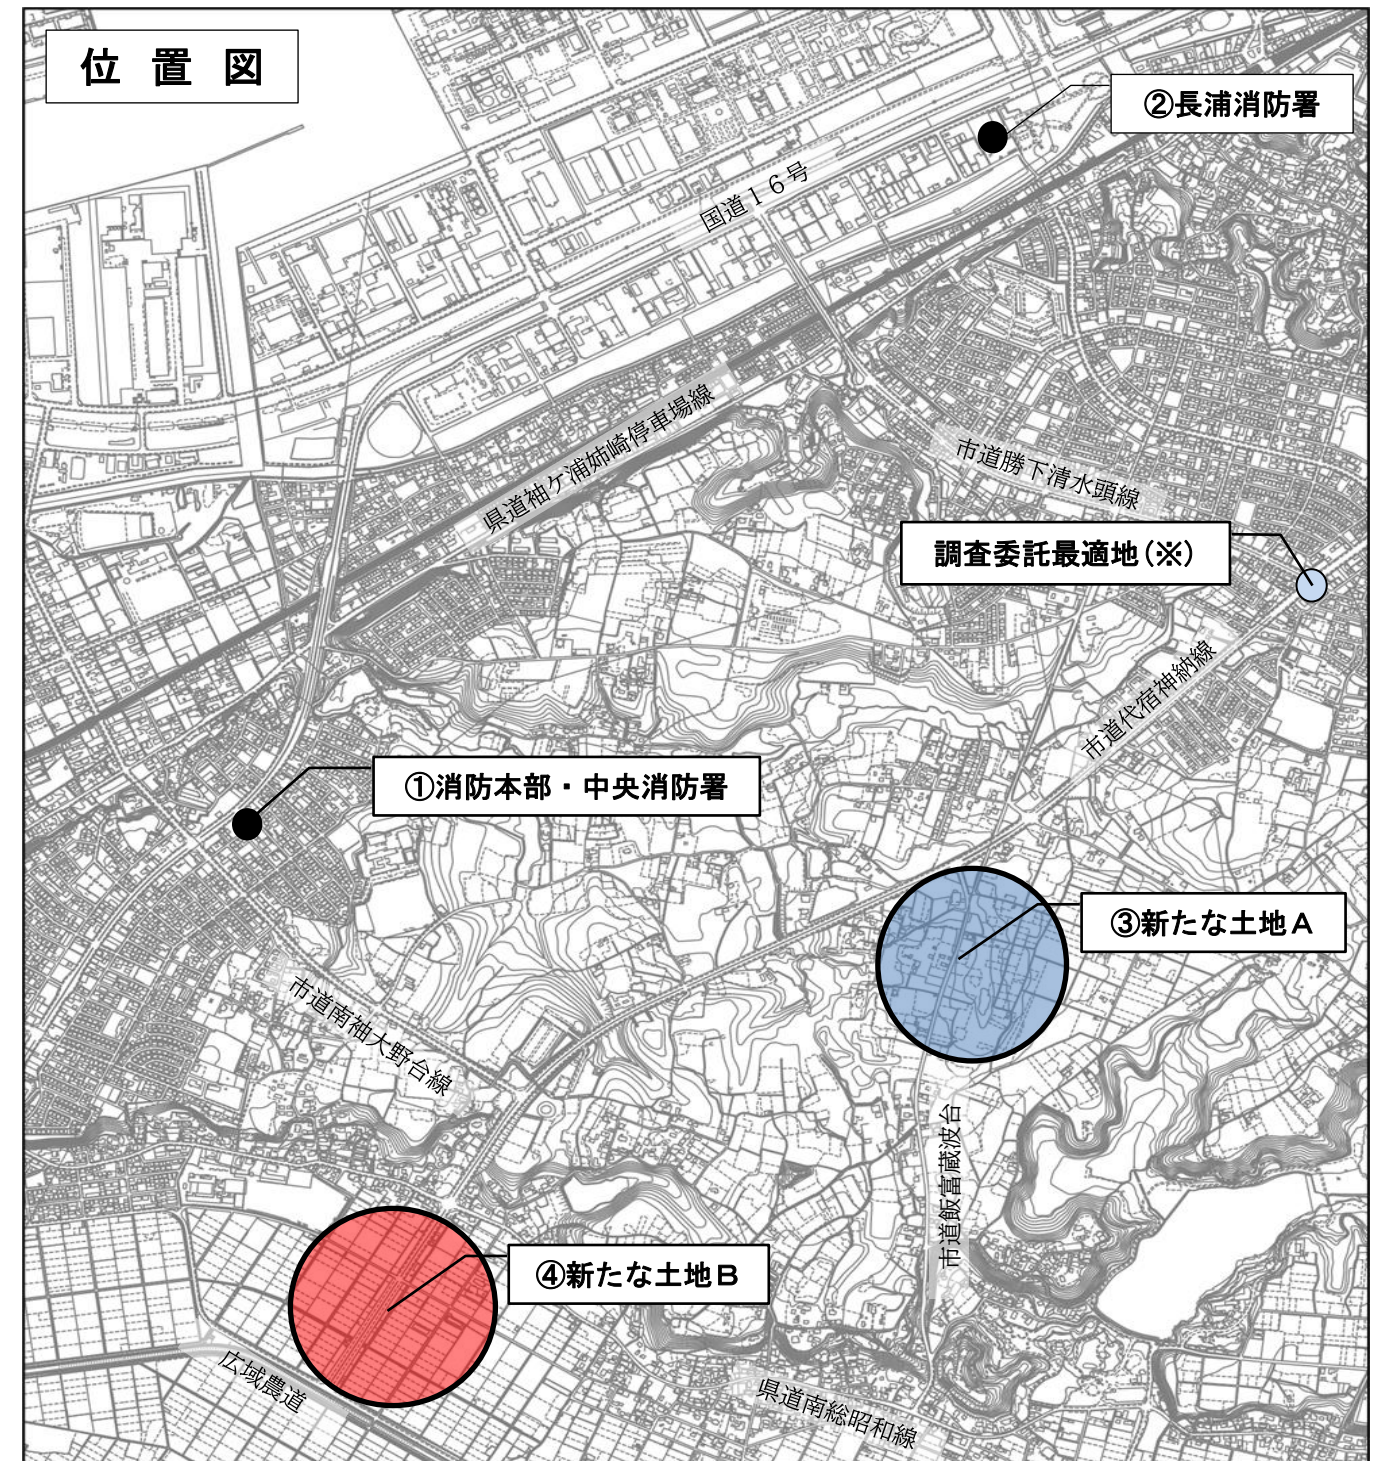 位置図
②長浦消防署
国道１６号
県道袖ケ浦姉崎停車場線
市道勝下清水頭線
調査委託最適地(※)
市道代宿神納線
①消防本部・中央消防署
③新たな土地Ａ
市道南袖大野台線
市道飯富蔵波台
④新たな土地Ｂ
広域農道
県道南総昭和線